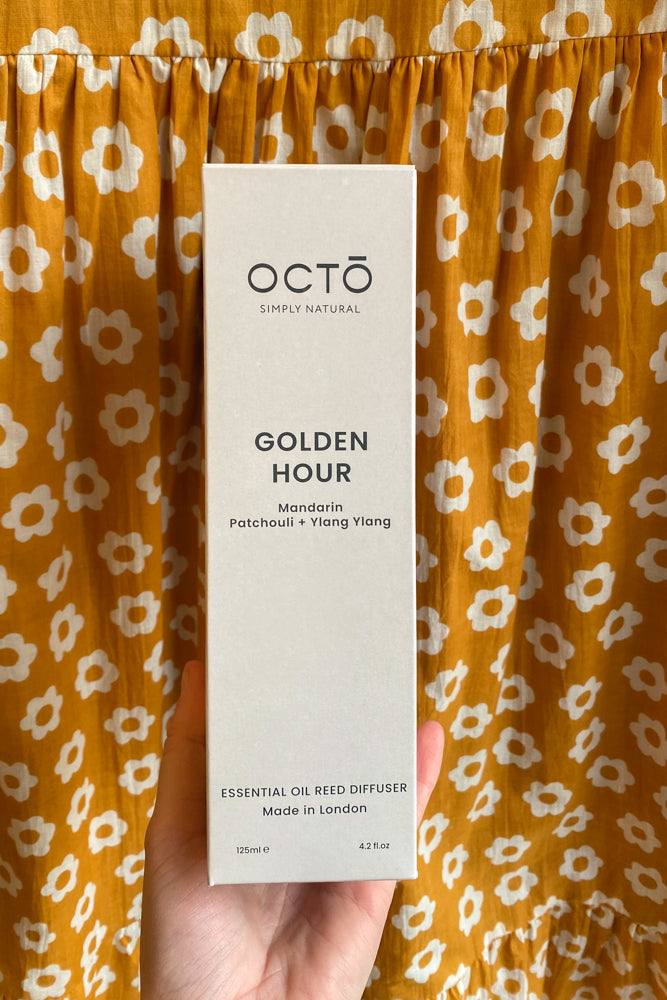 OCTŌ
SIMPLY NATURAL
GOLDEN
HOUR
Mandarin
Patchouli + Ylang Ylang
ESSENTIAL OIL REED DIFFUSER
Made in London
125ml ℮ 4.2 fl.oz